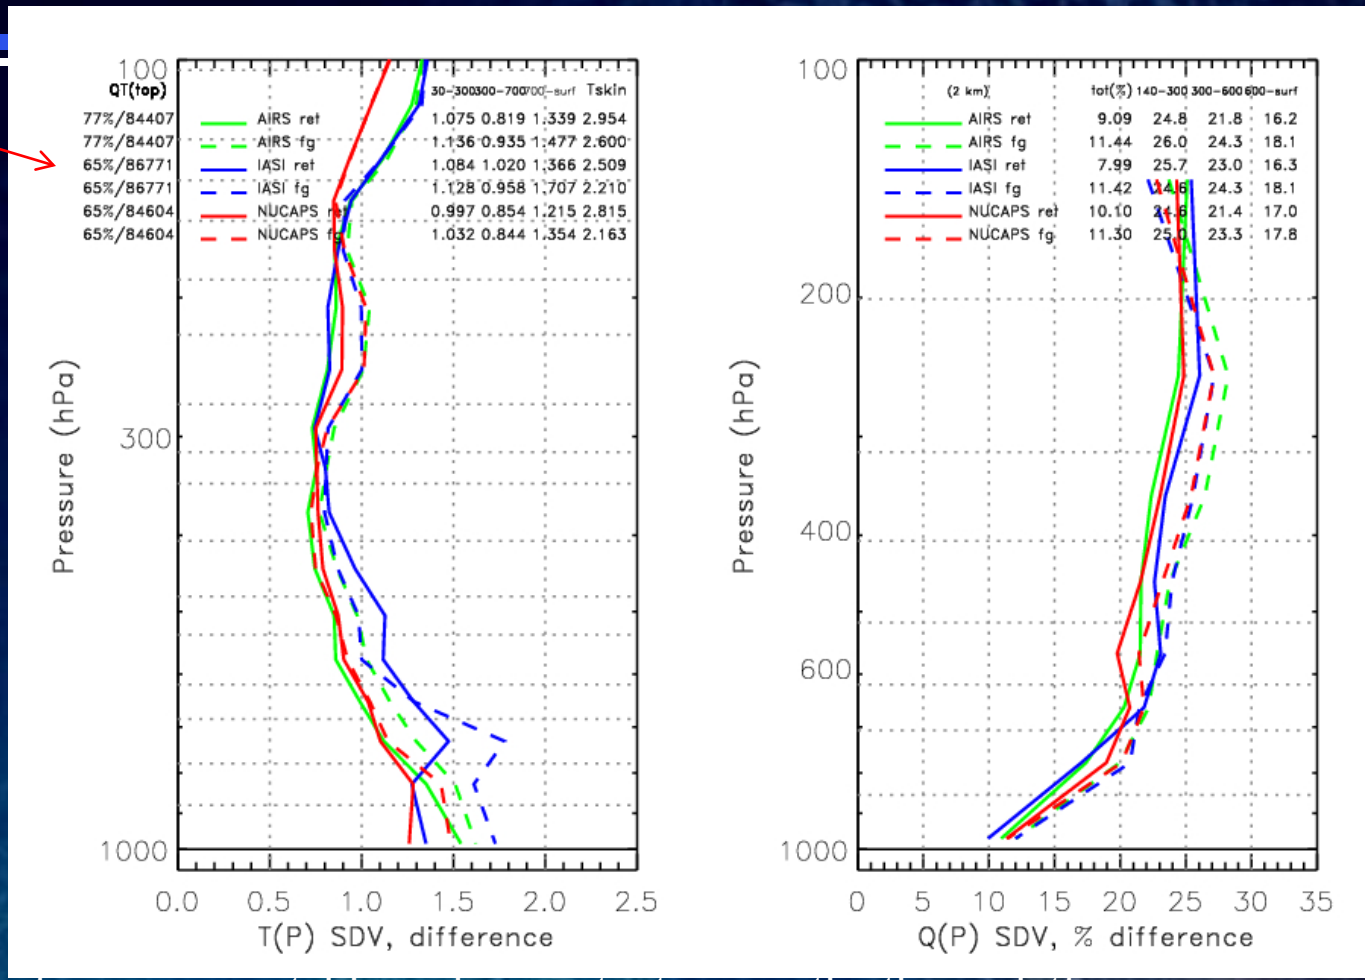 100
QT(top) 30-300 300-700 700-surf Tskin
77%/84407 AIRS ret 1.075 0.819 1.339 2.954
77%/84407 AIRS fg 1.136 0.935 1.477 2.600
65%/86771 IASI ret 1.084 1.020 1.366 2.509
65%/86771 IASI fg 1.128 0.958 1.707 2.210
65%/84604 NUCAPS ret 0.997 0.854 1.215 2.815
65%/84604 NUCAPS fg 1.032 0.844 1.354 2.163
300
1000
Pressure (hPa)
0.0 0.5 1.0 1.5 2.0 2.5
T(P) SDV, difference
100
(2 km) tot(%) 140-300 300-600 600-surf
AIRS ret 9.09 24.8 21.8 16.2
AIRS fg 11.44 26.0 24.3 18.1
IASI ret 7.99 25.7 23.0 16.3
IASI fg 11.42 24.6 24.3 18.1
NUCAPS ret 10.10 24.6 21.4 17.0
NUCAPS fg 11.30 25.0 23.3 17.8
200
400
600
1000
Pressure (hPa)
0 5 10 15 20 25 30 35
Q(P) SDV, % difference